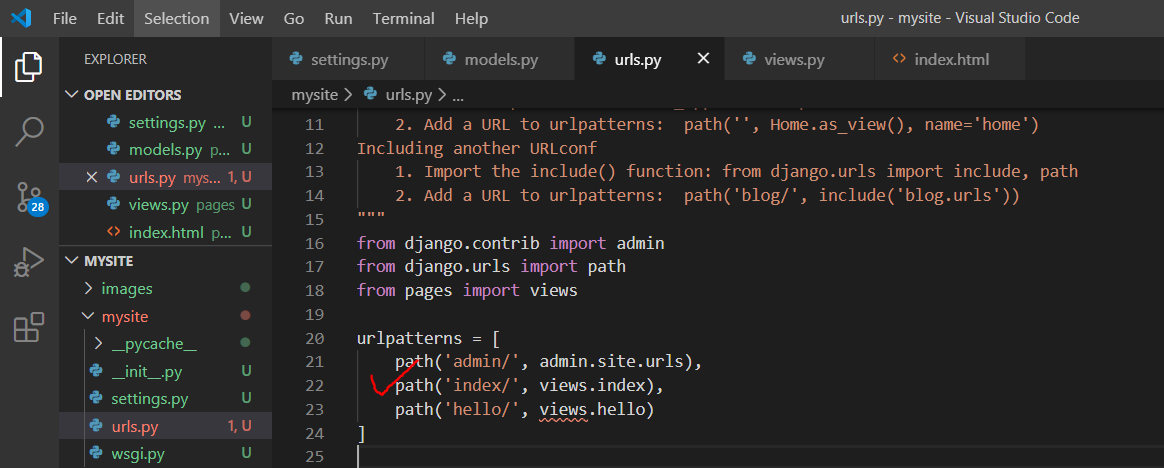 File Edit Selection View Go Run Terminal Help urls.py - mysite - Visual Studio Code
EXPLORER
OPEN EDITORS
settings.py ... U
models.py p... U
urls.py mys... 1, U
views.py pages U
index.html p... U
MYSITE
images
mysite
__pycache__
__init__.py U
settings.py U
urls.py 1, U
wsgi.py U
28
settings.py models.py urls.py views.py index.html
mysite > urls.py > ...
11 2. Add a URL to urlpatterns:  path('', Home.as_view(), name='home')
12 Including another URLconf
13 1. Import the include() function: from django.urls import include, path
14 2. Add a URL to urlpatterns:  path('blog/', include('blog.urls'))
15 """
16 from django.contrib import admin
17 from django.urls import path
18 from pages import views
19
20 urlpatterns = [
21 path('admin/', admin.site.urls),
22 path('index/', views.index),
23 path('hello/', views.hello)
24 ]
25